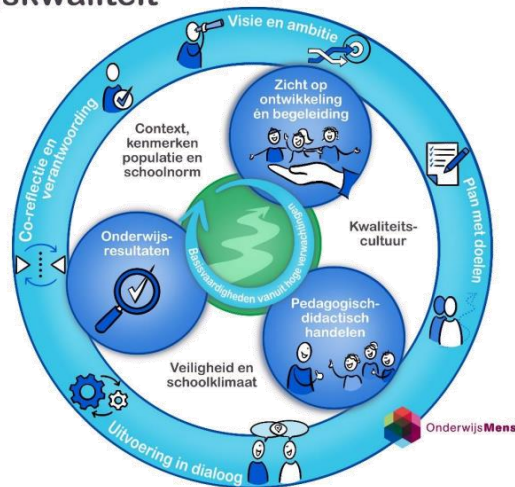 skwaliteit
Visie en ambitie
Zicht op
ontwikkeling
én begeleiding
Context,
kenmerken
populatie en
schoolnorm
Co-reflectie en
verantwoording
Plan met doelen
Kwaliteits-
cultuur
Onderwijs-
resultaten
Basisvaardigheden vanuit hoge verwachtingen
Pedagogisch-
didactisch
handelen
Veiligheid en
schoolklimaat
Uitvoering in dialoog
OnderwijsMens